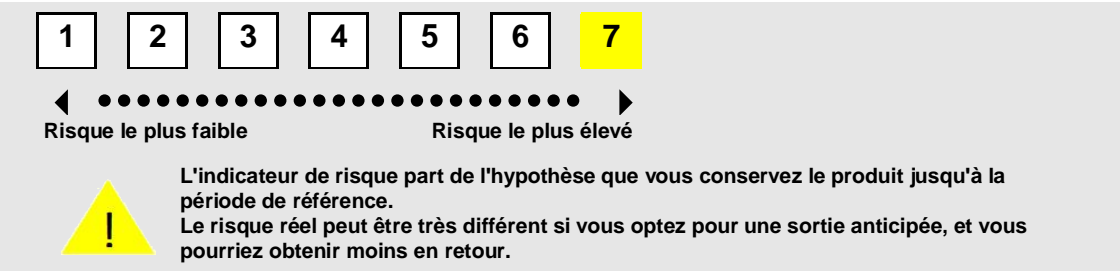 1 2 3 4 5 6 7
Risque le plus faible Risque le plus élevé
L'indicateur de risque part de l'hypothèse que vous conservez le produit jusqu'à la
période de référence.
Le risque réel peut être très différent si vous optez pour une sortie anticipée, et vous
pourriez obtenir moins en retour.
!